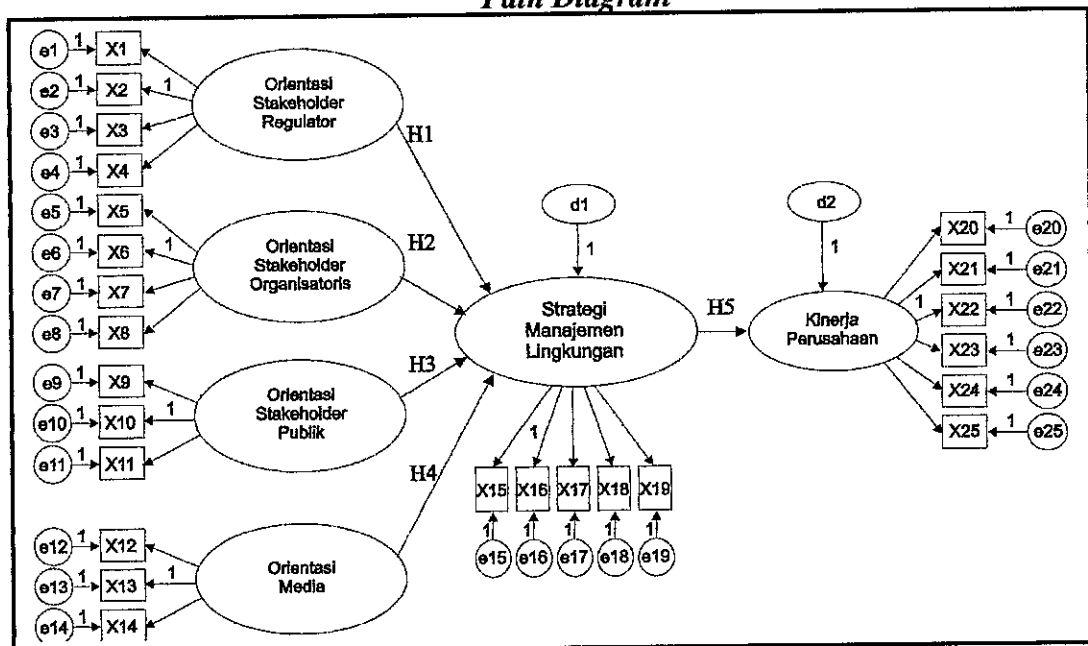 Path Diagram
e1 1 X1
e2 1 X2 1
e3 1 X3
e4 1 X4
Orientasi
Stakeholder
Regulator
H1
e5 1 X5
e6 1 X6 1
e7 1 X7
e8 1 X8
Orientasi
Stakeholder
Organisatoris
H2
e9 1 X9
e10 1 X10 1
e11 1 X11
Orientasi
Stakeholder
Publik
H3
e12 1 X12
e13 1 X13 1
e14 1 X14
Orientasi
Media
H4
d1
1
Strategi
Manajemen
Lingkungan
1
X15 X16 X17 X18 X19
1 1 1 1 1
e15 e16 e17 e18 e19
H5
d2
1
Kinerja
Perusahaan
X20 1 e20
X21 1 e21
1 X22 1 e22
X23 1 e23
X24 1 e24
X25 1 e25